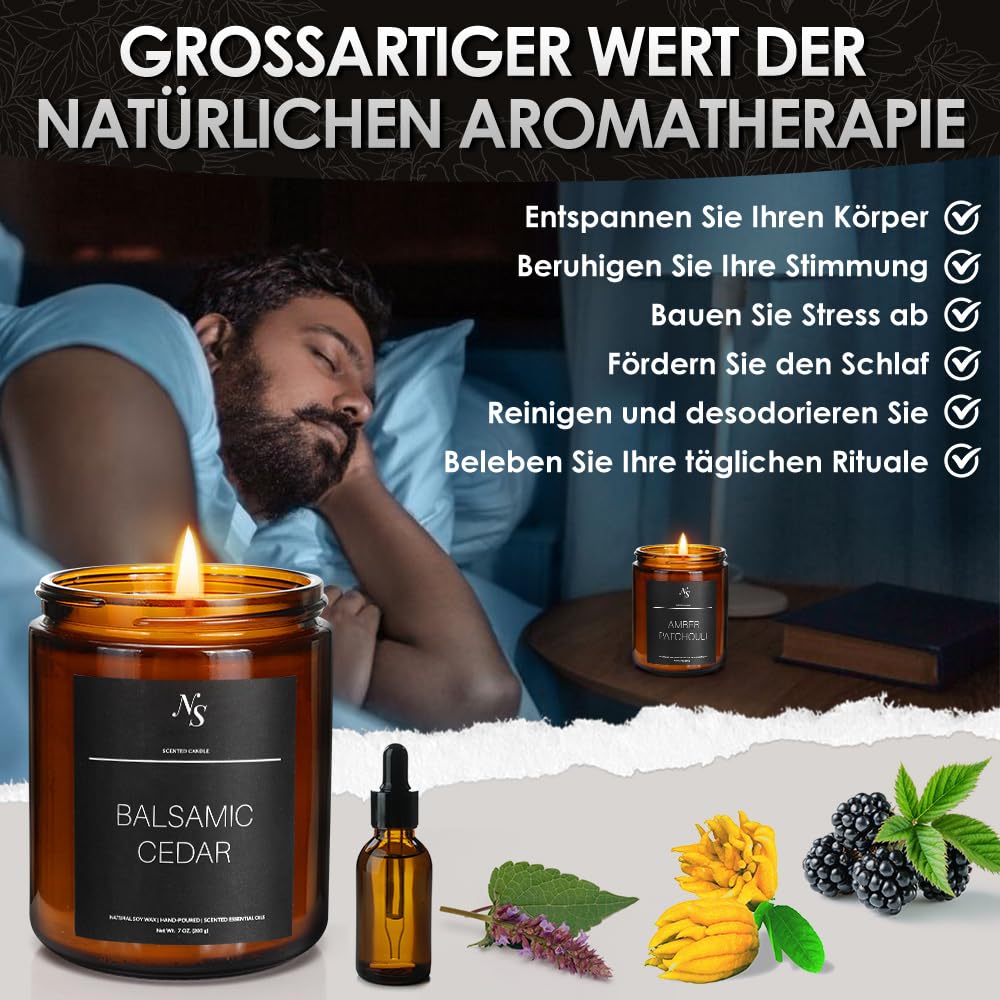 GROSSARTIGER WERT DER
NATÜRLICHEN AROMATHERAPIE
Entspannen Sie Ihren Körper
Beruhigen Sie Ihre Stimmung
Bauen Sie Stress ab
Fördern Sie den Schlaf
Reinigen und desodorieren Sie
Beleben Sie Ihre täglichen Rituale
NS
AMBER
PATCHOULI
NS
SCENTED CANDLE
BALSAMIC
CEDAR
NATURAL SOY WAX | HAND-POURED | SCENTED ESSENTIAL OILS
Net Wt. 7 OZ. (200 g)